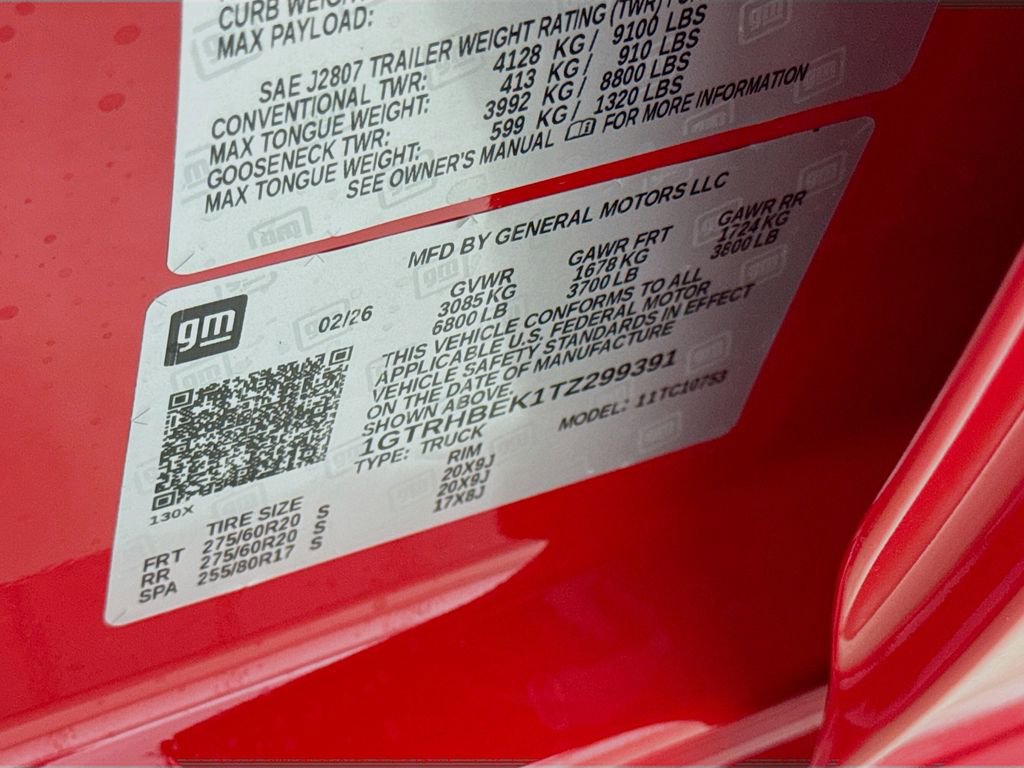 CURB WEIGHT
MAX PAYLOAD:
SAE J2807 TRAILER WEIGHT RATING (TWR)
CONVENTIONAL TWR: 4128 KG/ 9100 LBS
MAX TONGUE WEIGHT: 413 KG/ 910 LBS
GOOSENECK TWR: 3992 KG/ 8800 LBS
MAX TONGUE WEIGHT: 599 KG/ 1320 LBS
SEE OWNER'S MANUAL FOR MORE INFORMATION
MFD BY GENERAL MOTORS LLC
gm
02/26
GVWR GAWR FRT GAWR RR
3085 KG 1678 KG 1724 KG
6800 LB 3700 LB 3800 LB
THIS VEHICLE CONFORMS TO ALL
APPLICABLE U.S. FEDERAL MOTOR
VEHICLE SAFETY STANDARDS IN EFFECT
ON THE DATE OF MANUFACTURE
SHOWN ABOVE.
1GTRHBEK1TZ299391
TYPE: TRUCK MODEL: 11TC10753
130X
TIRE SIZE RIM
FRT 275/60R20 S 20X9J
RR 275/60R20 S 20X9J
SPA 255/80R17 S 17X8J